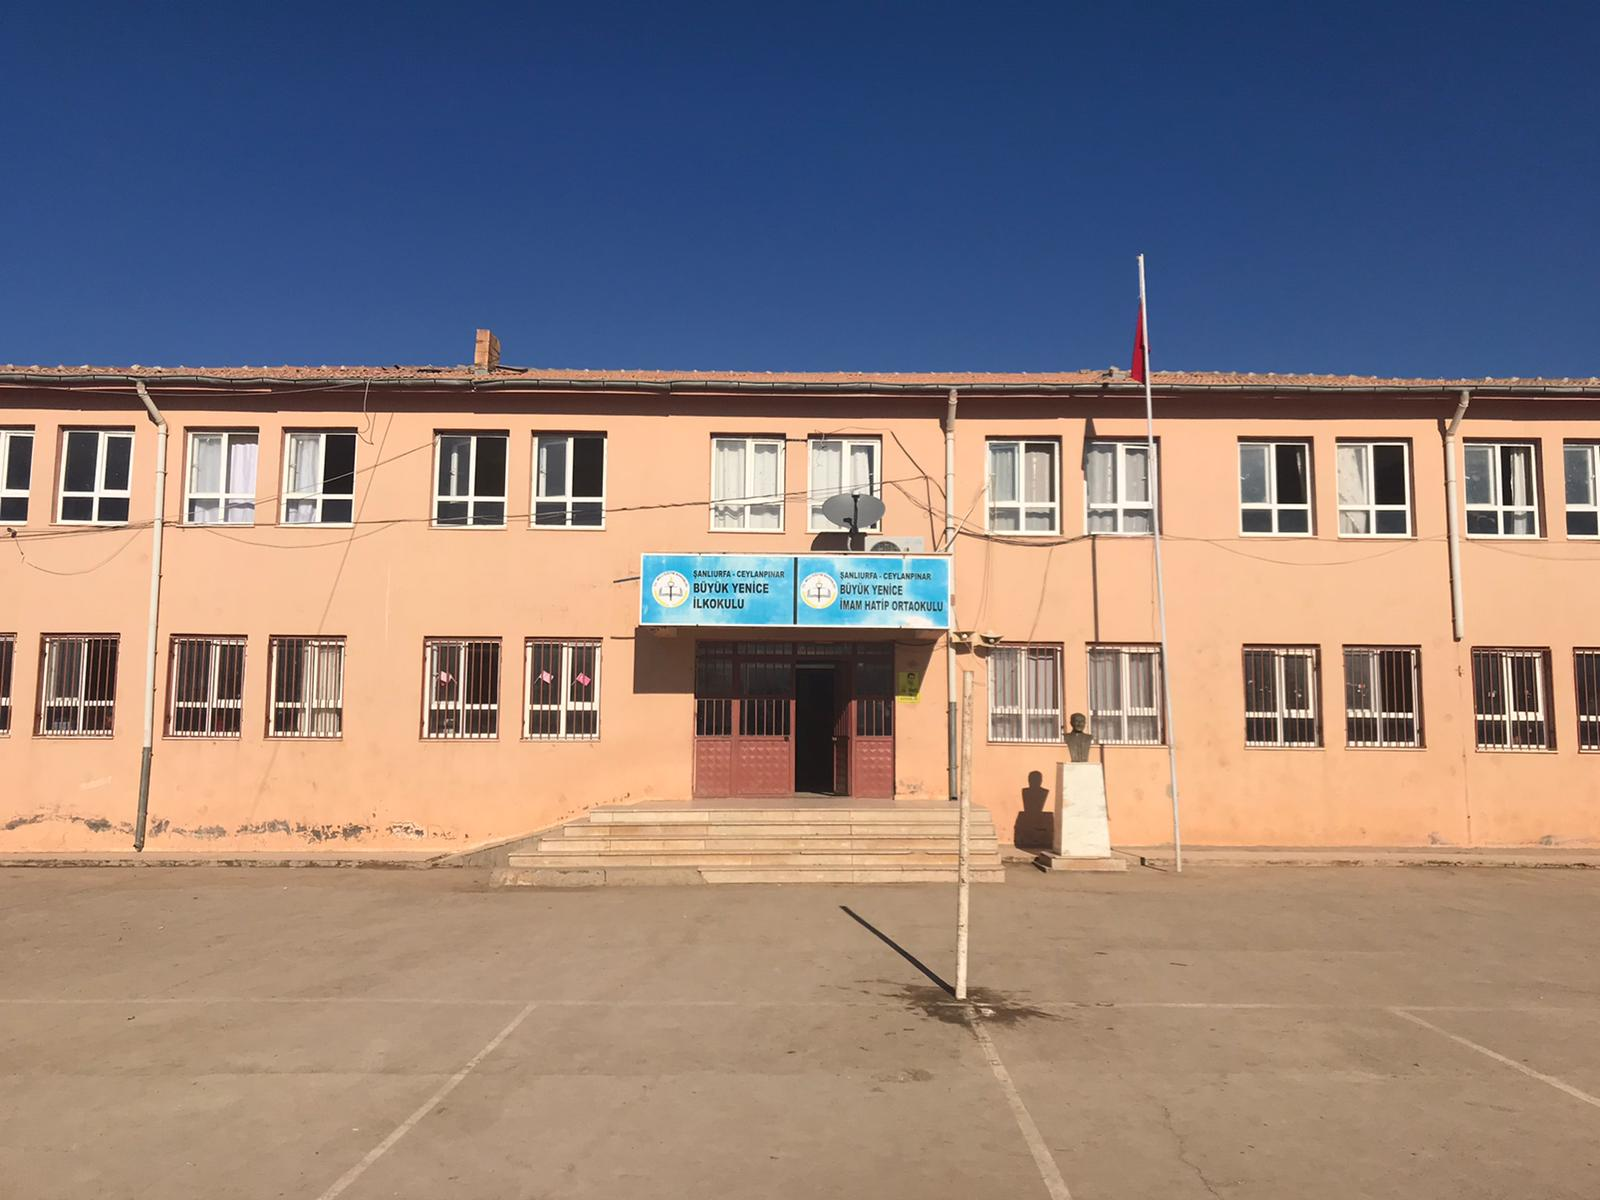 ŞANLIURFA - CEYLANPINAR
BÜYÜK YENİCE
İLKOKULU
ŞANLIURFA - CEYLANPINAR
BÜYÜK YENİCE
İMAM HATİP ORTAOKULU